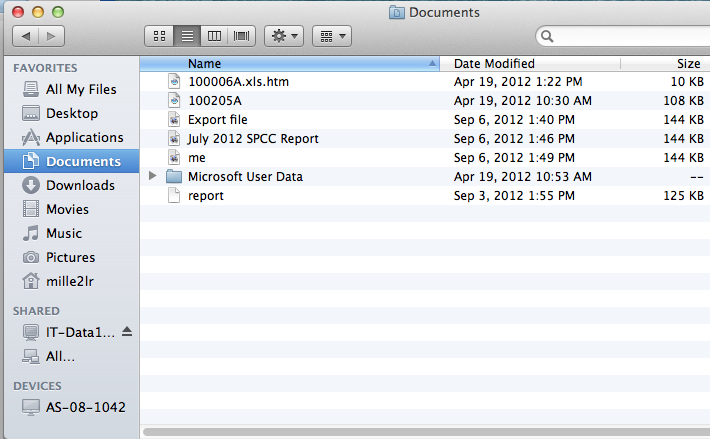 Documents
FAVORITES
All My Files
Desktop
Applications
Documents
Downloads
Movies
Music
Pictures
mille2lr
SHARED
IT-Data1...
All...
DEVICES
AS-08-1042
Name Date Modified Size
100006A.xls.htm Apr 19, 2012 1:22 PM 10 KB
100205A Apr 19, 2012 10:30 AM 108 KB
Export file Sep 6, 2012 1:40 PM 144 KB
July 2012 SPCC Report Sep 6, 2012 1:46 PM 144 KB
me Sep 6, 2012 1:49 PM 144 KB
Microsoft User Data Apr 19, 2012 10:53 AM --
report Sep 3, 2012 1:55 PM 125 KB